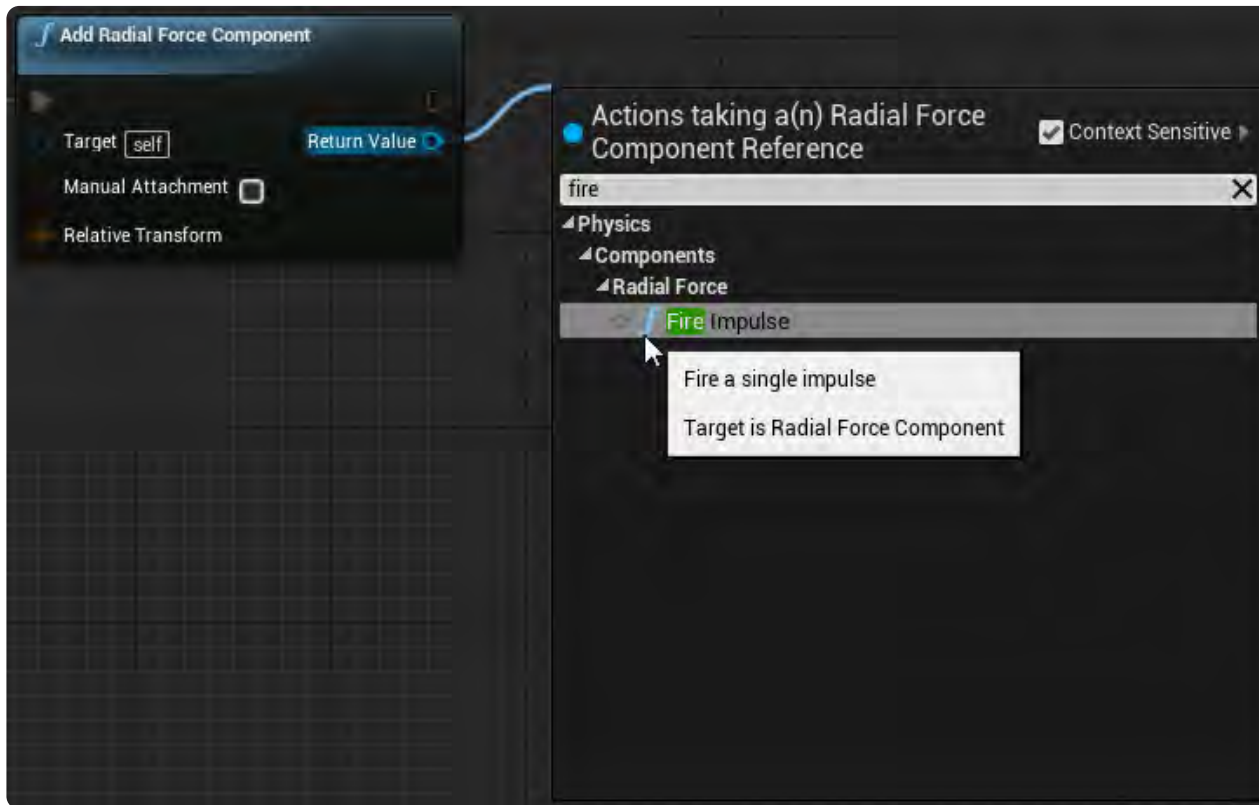 f Add Radial Force Component
Target self
Return Value
Manual Attachment
Relative Transform
Actions taking a(n) Radial Force
Component Reference
Context Sensitive
fire
Physics
Components
Radial Force
f Fire Impulse
Fire a single impulse
Target is Radial Force Component